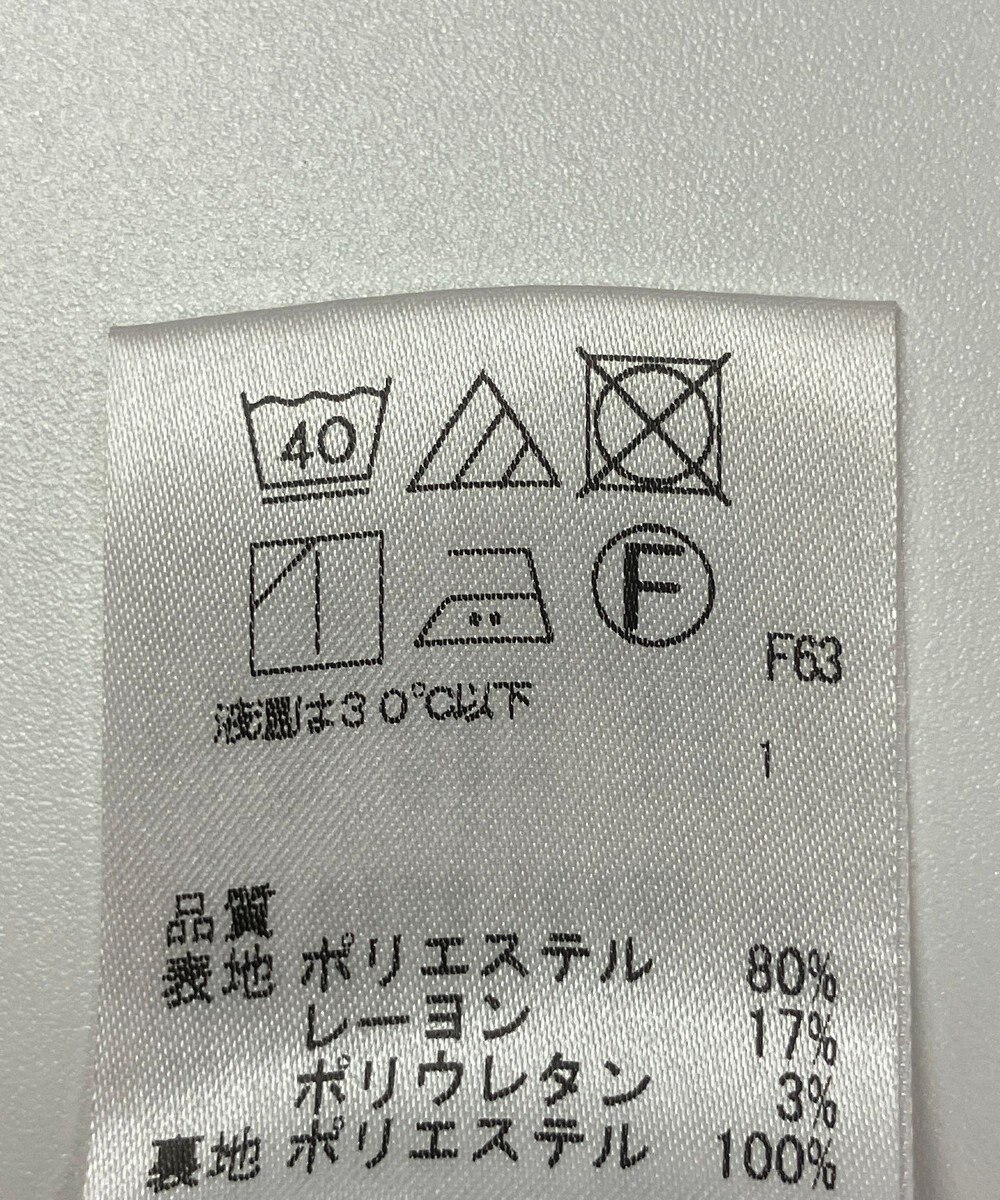 40
F
F63
液温は30℃以下
1
品質
表地 ポリエステル 80%
レーヨン 17%
ポリウレタン 3%
裏地 ポリエステル 100%